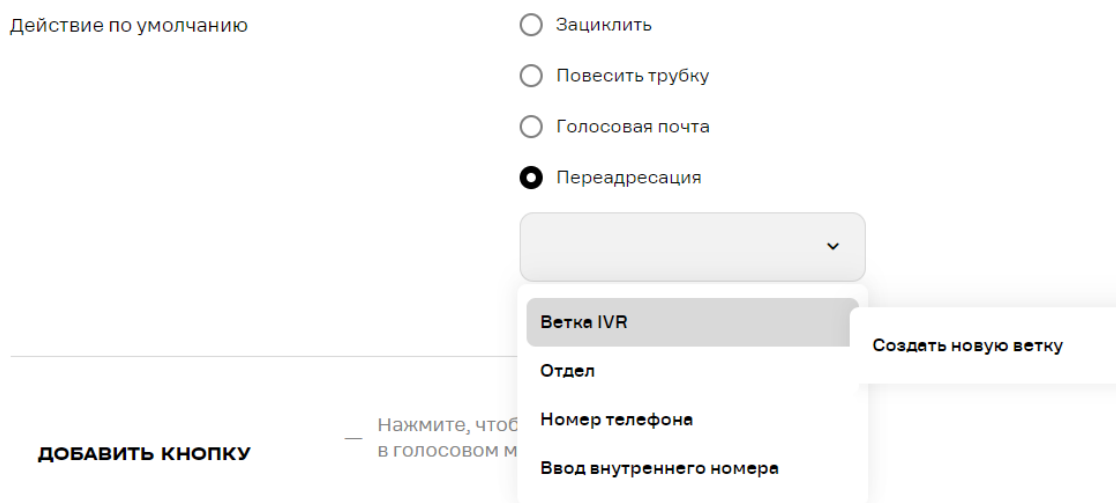 Действие по умолчанию
Зациклить
Повесить трубку
Голосовая почта
Переадресация
Ветка IVR
Создать новую ветку
Отдел
Номер телефона
Ввод внутреннего номера
ДОБАВИТЬ КНОПКУ
— Нажмите, чтоб
в голосовом м